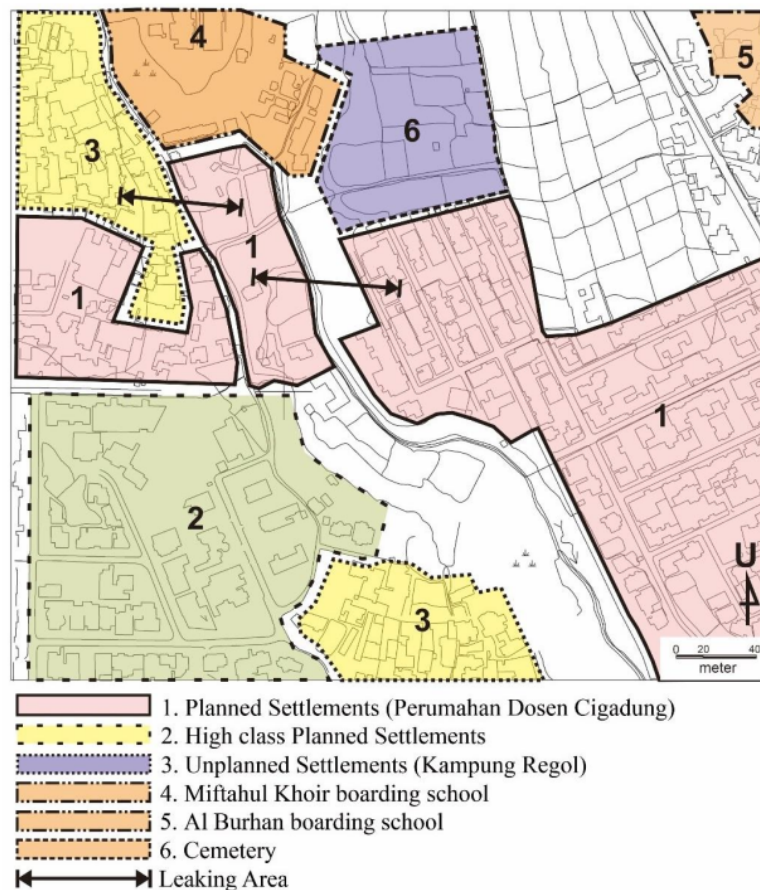 4
5
3
6
1
1
1
2
U
3
0 20 40
meter
1. Planned Settlements (Perumahan Dosen Cigadung)
2. High class Planned Settlements
3. Unplanned Settlements (Kampung Regol)
4. Miftahul Khoir boarding school
5. Al Burhan boarding school
6. Cemetery
Leaking Area